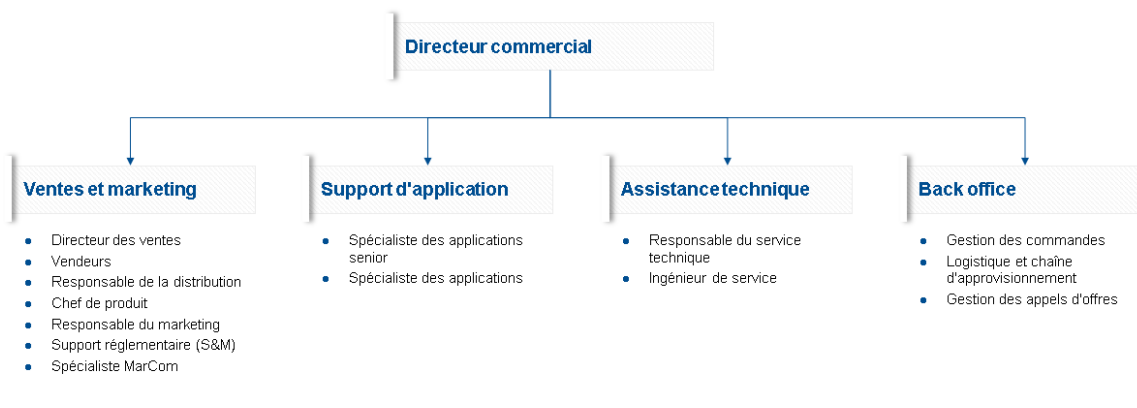 Directeur commercial
Ventes et marketing
Directeur des ventes
Vendeurs
Responsable de la distribution
Chef de produit
Responsable du marketing
Support réglementaire (S&M)
Spécialiste MarCom
Support d'application
Spécialiste des applications
senior
Spécialiste des applications
Assistance technique
Responsable du service
technique
Ingénieur de service
Back office
Gestion des commandes
Logistique et chaîne
d'approvisionnement
Gestion des appels d'offres